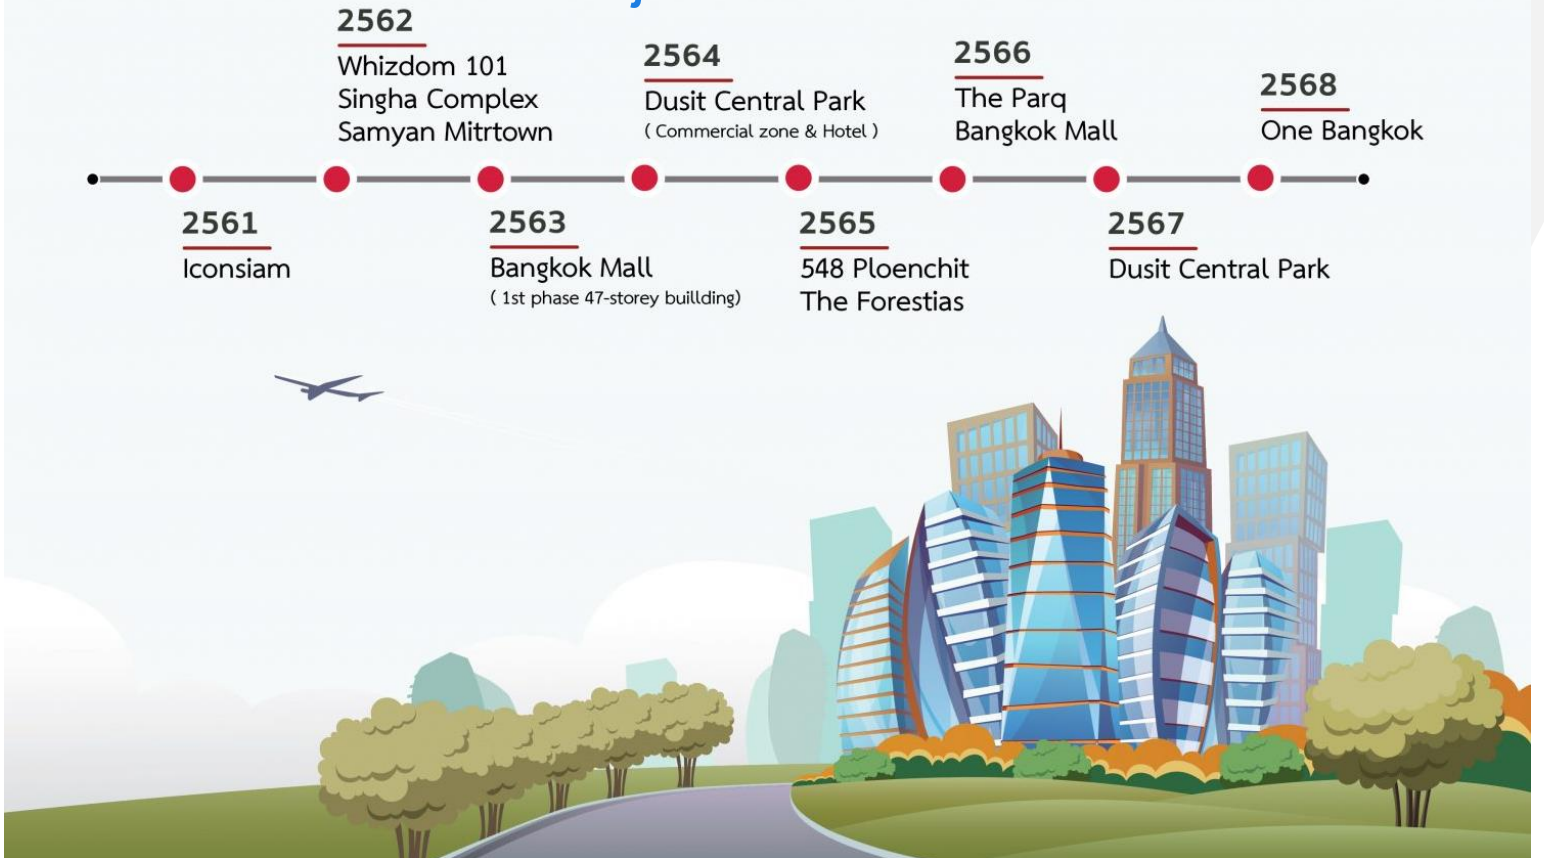 2562
Whizdom 101
Singha Complex
Samyan Mitrtown
2564
Dusit Central Park
( Commercial zone & Hotel )
2566
The Parq
Bangkok Mall
2568
One Bangkok
2561
Iconsiam
2563
Bangkok Mall
( 1st phase 47-storey buillding)
2565
548 Ploenchit
The Forestias
2567
Dusit Central Park